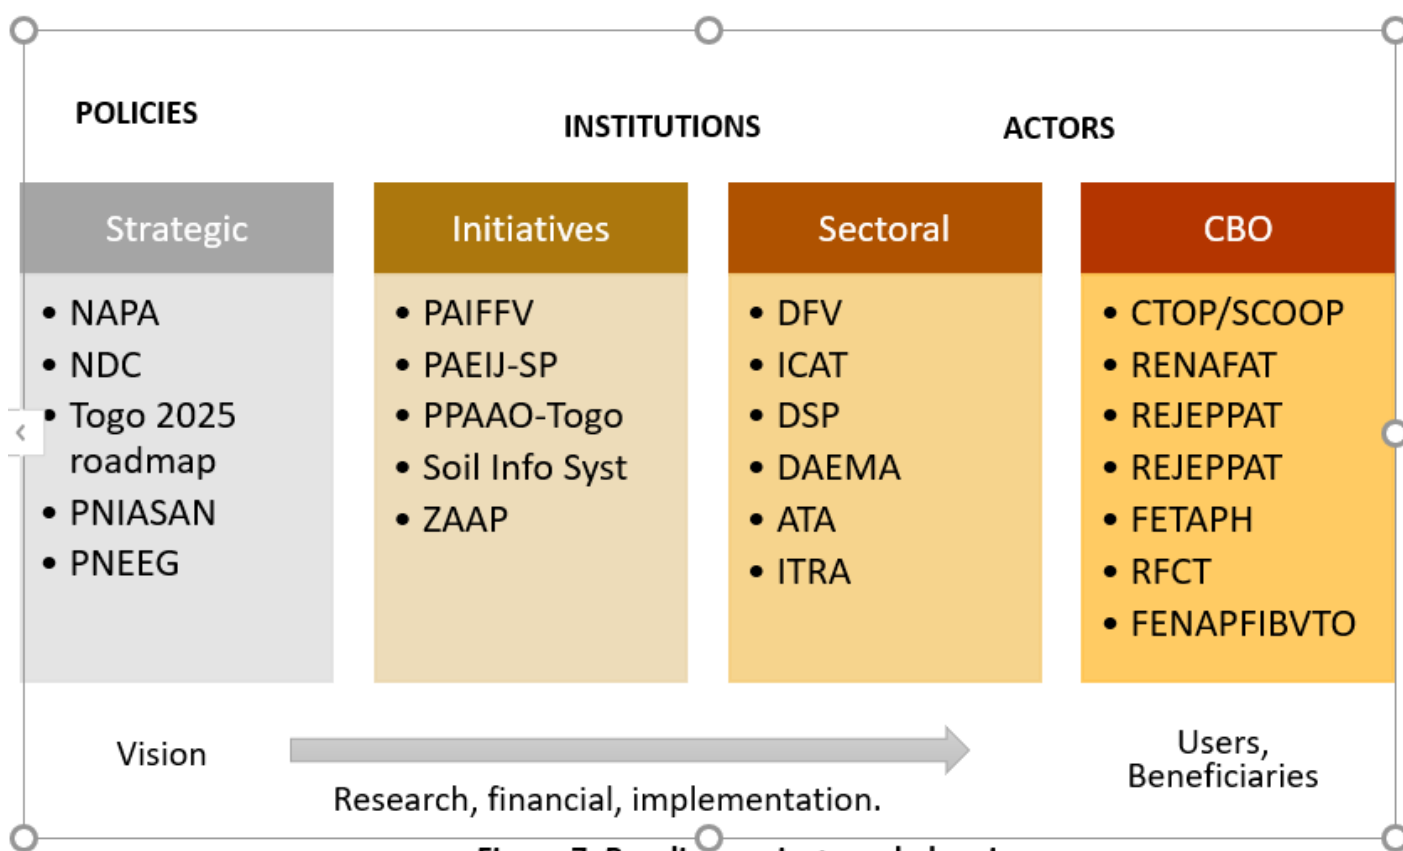 POLICIES
INSTITUTIONS
ACTORS
Strategic
• NAPA
• NDC
• Togo 2025
roadmap
• PNIASAN
• PNEEG
Initiatives
• PAIFFV
• PAEIJ-SP
• PPAAO-Togo
• Soil Info Syst
• ZAAP
Sectoral
• DFV
• ICAT
• DSP
• DAEMA
• ATA
• ITRA
CBO
• CTOP/SCOOP
• RENAFAT
• REJEPPAT
• REJEPPAT
• FETAPH
• RFCT
• FENAPFIBVTO
Vision
Research, financial, implementation.
Users,
Beneficiaries